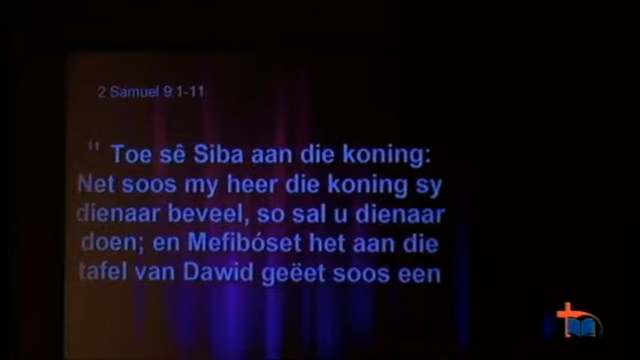 2 Samuel 9:1-11
" Toe sê Siba aan die koning:
Net soos my heer die koning sy
dienaar beveel, so sal u dienaar
doen; en Mefibóset het aan die
tafel van Dawid geëet soos een